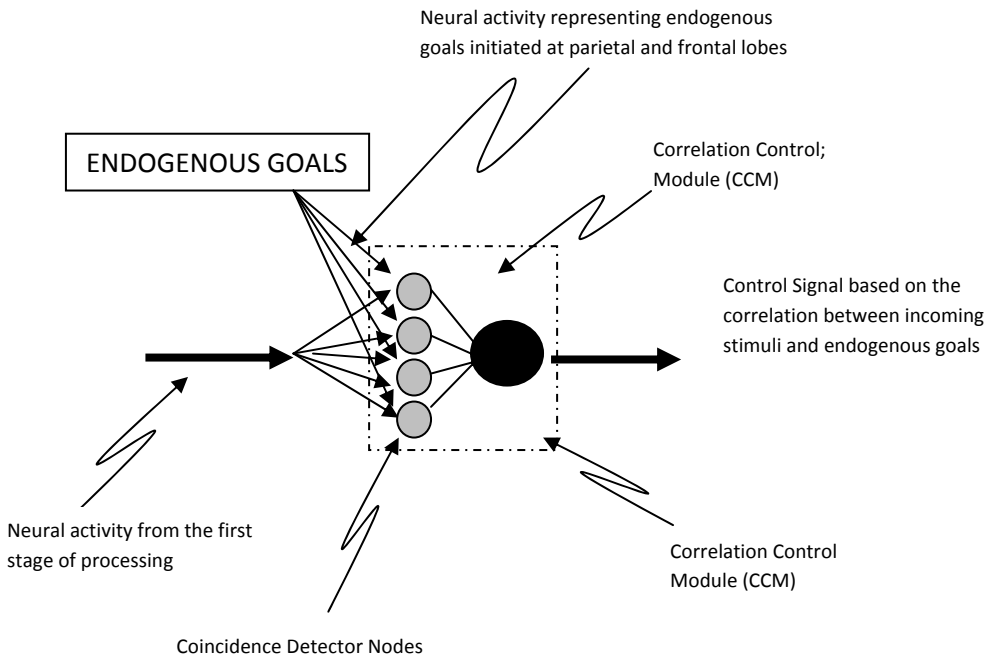 Neural activity representing endogenous
goals initiated at parietal and frontal lobes
ENDOGENOUS GOALS
Correlation Control;
Module (CCM)
Control Signal based on the
correlation between incoming
stimuli and endogenous goals
Neural activity from the first
stage of processing
Correlation Control
Module (CCM)
Coincidence Detector Nodes